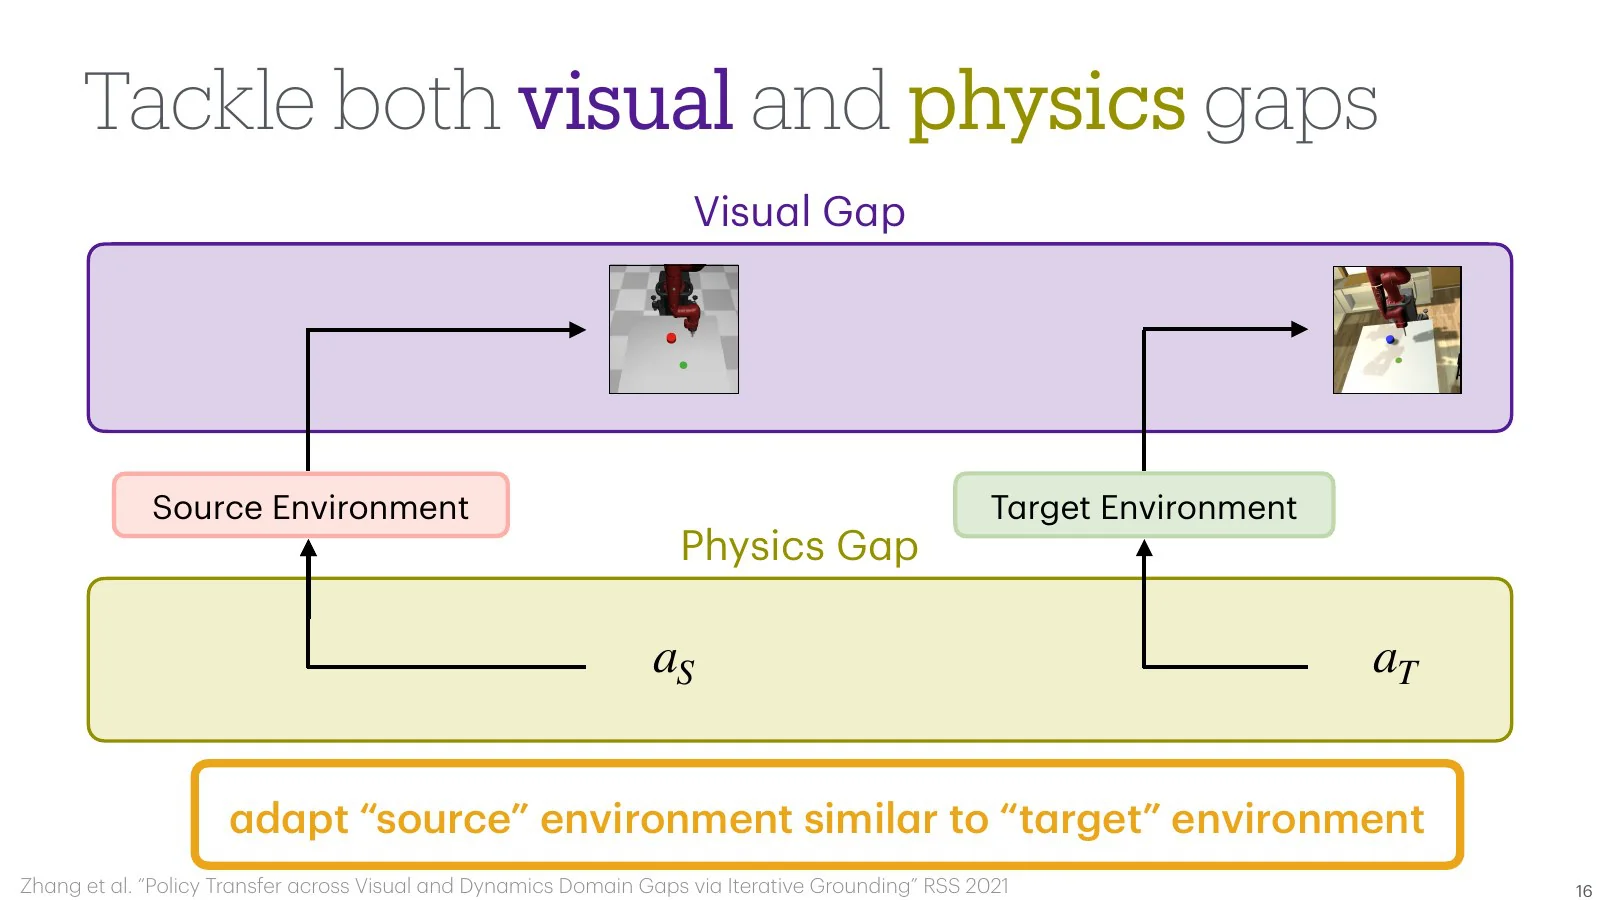 Tackle both visual and physics gaps
Visual Gap
Source Environment
Target Environment
Physics Gap
a_S
a_T
adapt “source” environment similar to “target” environment
Zhang et al. “Policy Transfer across Visual and Dynamics Domain Gaps via Iterative Grounding” RSS 2021
16